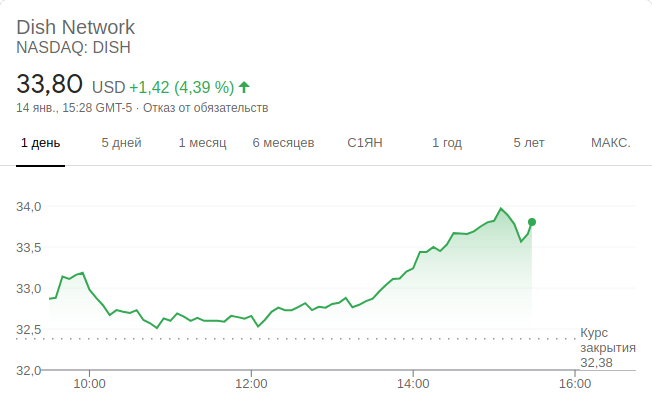 Dish Network
NASDAQ: DISH
33,80 USD +1,42 (4,39 %)
14 янв., 15:28 GMT-5 · Отказ от обязательств
1 день 5 дней 1 месяц 6 месяцев С1ЯН 1 год 5 лет МАКС.
34,0
33,5
33,0
32,5
32,0
Курс
закрытия
32,38
10:00 12:00 14:00 16:00